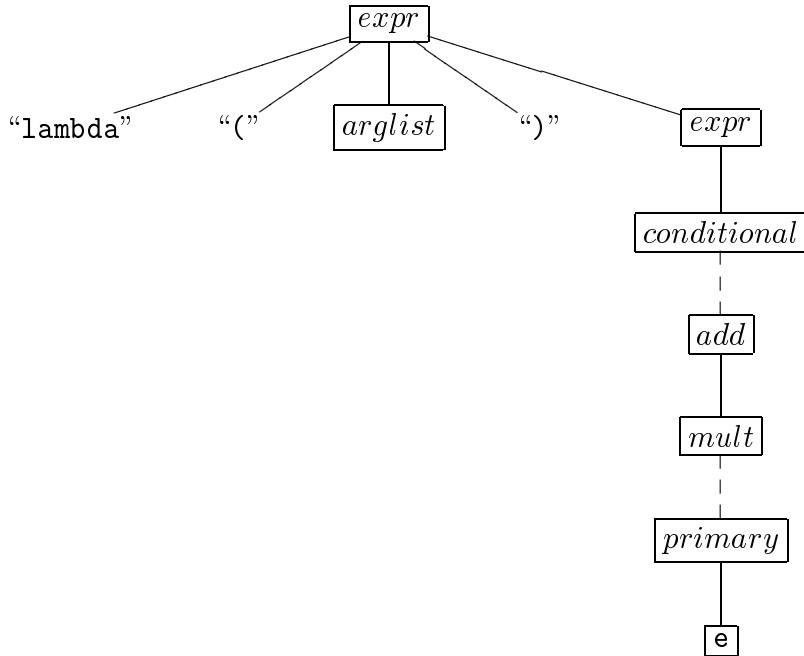 expr
“lambda” “(” arglist “)” expr
conditional
add
mult
primary
e